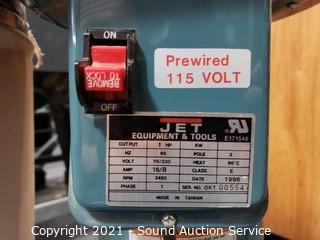 ON
REMOVE
TO LOCK
OFF
Prewired
115 VOLT
JET
EQUIPMENT & TOOLS
E171548
OUTPUT 1 HP KW
HZ 60 POLE 2
VOLT 115/230 HEAT 60°C
AMP 16/8 CLASS E
RPM 3450 DATE 1996
PHASE 1 SER.NO. OKT 00554
MADE IN TAIWAN
Copyright 2021 - Sound Auction Service